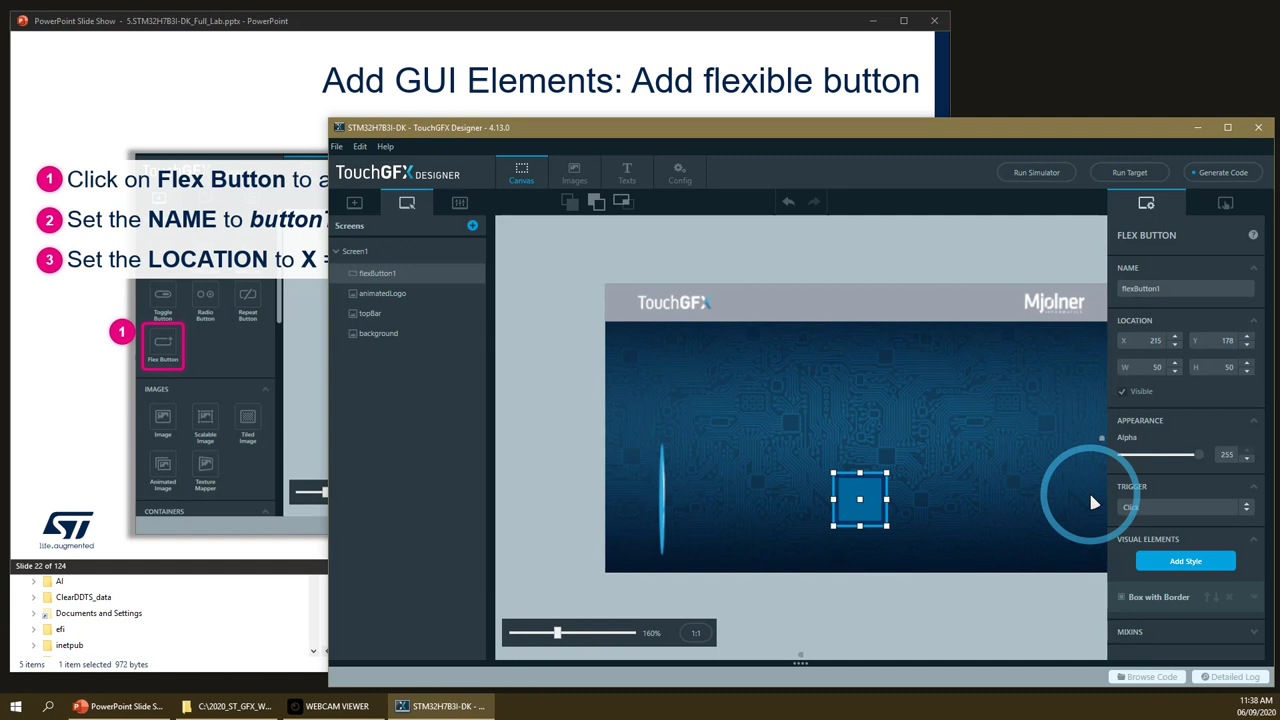 PowerPoint Slide Show - 5.STM32H7B3I-DK_Full_Lab.pptx - PowerPoint
Add GUI Elements: Add flexible button
1 Click on Flex Button to a
2 Set the NAME to button
3 Set the LOCATION to X =
Toggle Button
Radio Button
Repeat Button
1
Flex Button
IMAGES
Image
Scalable Image
Tiled Image
Animated Image
Texture Mapper
CONTAINERS
ST
life.augmented
Slide 22 of 124
AI
ClearDDTS_data
Documents and Settings
efi
inetpub
5 items 1 item selected 972 bytes
STM32H7B3I-DK - TouchGFX Designer - 4.13.0
File Edit Help
TouchGFX DESIGNER
Canvas
Images
Texts
Config
Run Simulator
Run Target
Generate Code
Screens
Screen1
flexButton1
animatedLogo
topBar
background
TouchGFX
Mjølner
INFORMATICS
160%
1:1
FLEX BUTTON
NAME
flexButton1
LOCATION
X 215 Y 178
W 50 H 50
Visible
APPEARANCE
Alpha
255
TRIGGER
Click
VISUAL ELEMENTS
Add Style
Box with Border
MIXINS
Browse Code
Detailed Log
PowerPoint Slide S...
C:\2020_ST_GFX_W...
WEBCAM VIEWER
STM32H7B3I-DK - ...
11:38 AM
06/09/2020